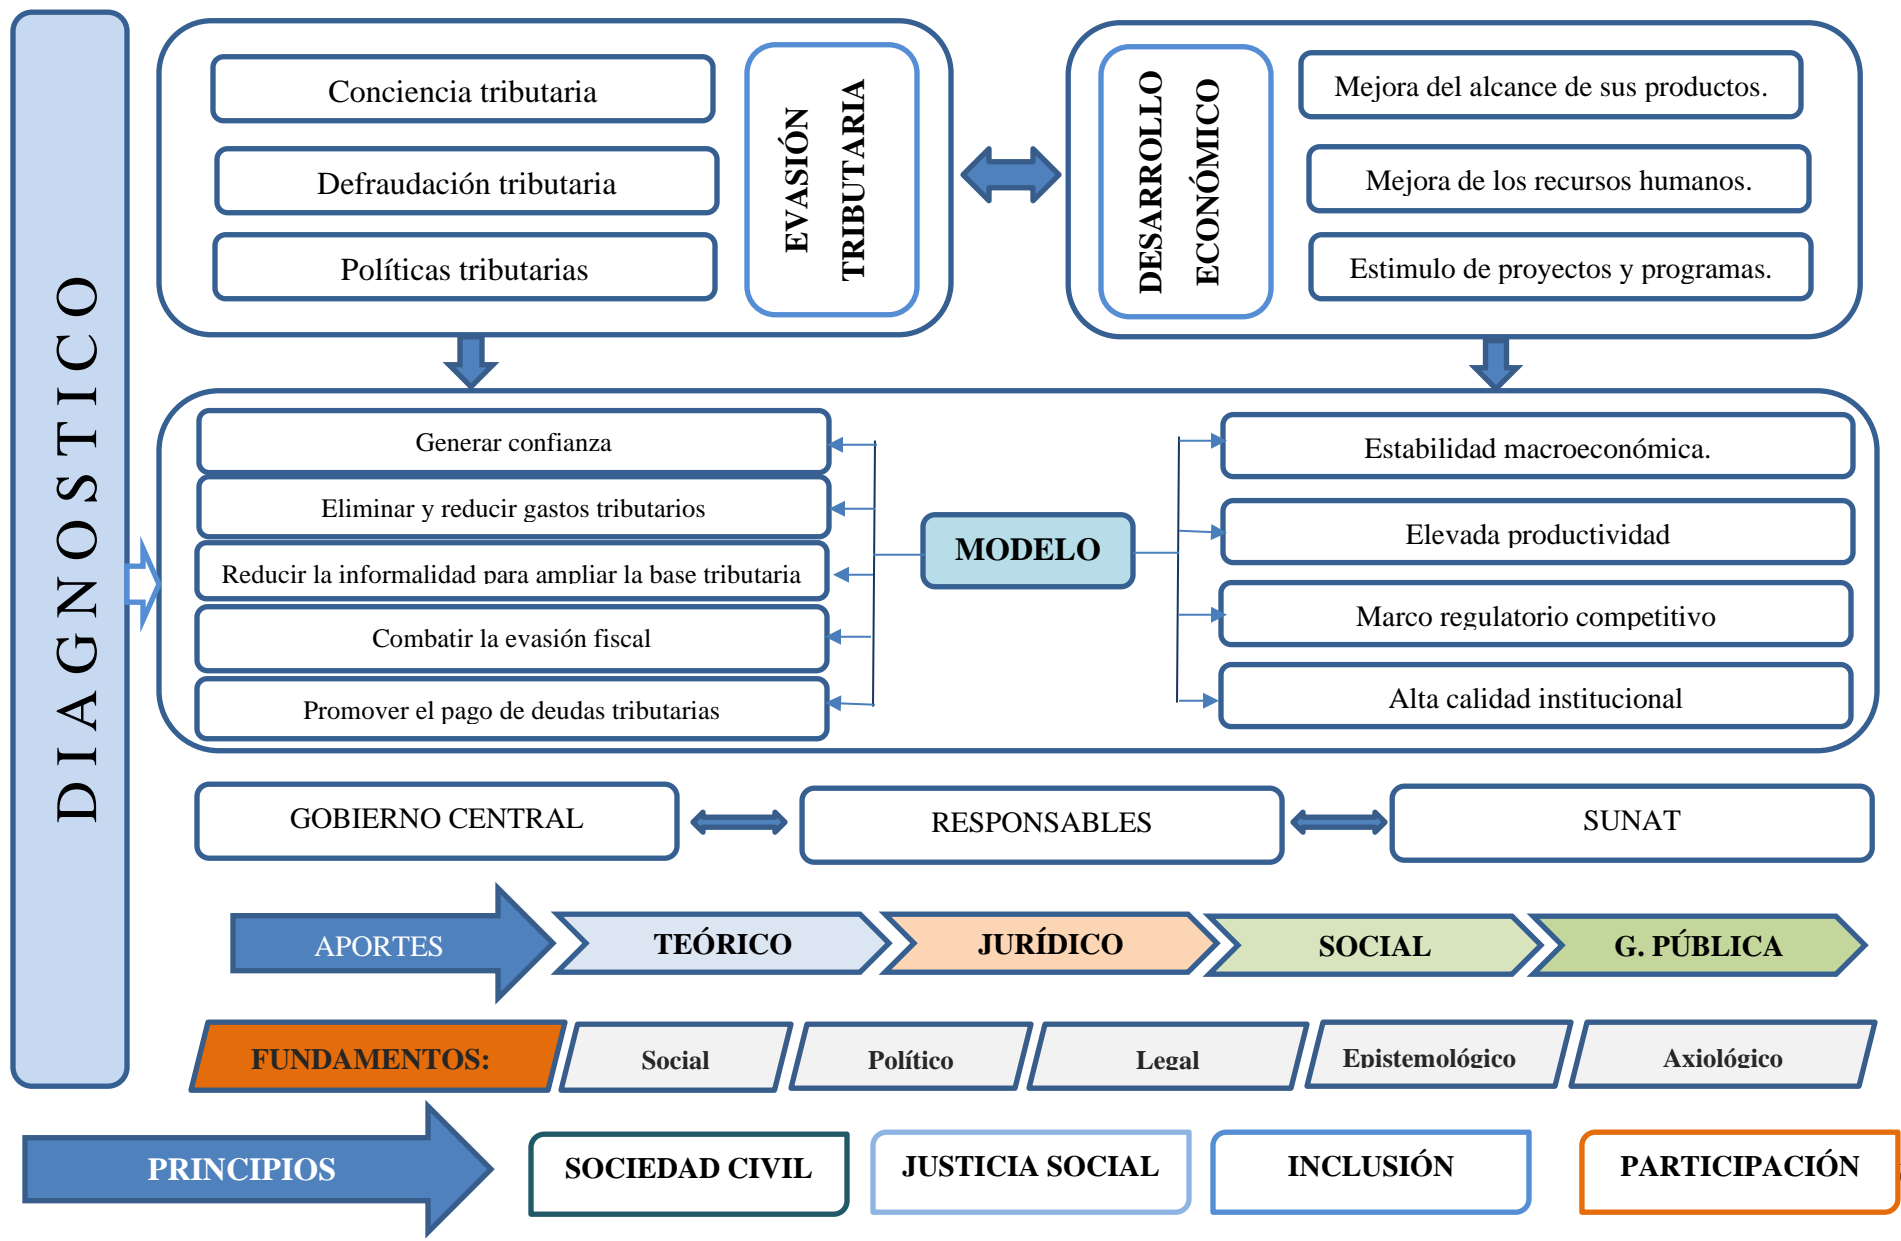 DIAGNOSTICO
Conciencia tributaria
Defraudación tributaria
Políticas tributarias
EVASIÓN
TRIBUTARIA
DESARROLLO
ECONÓMICO
Mejora del alcance de sus productos.
Mejora de los recursos humanos.
Estimulo de proyectos y programas.
Generar confianza
Eliminar y reducir gastos tributarios
Reducir la informalidad para ampliar la base tributaria
Combatir la evasión fiscal
Promover el pago de deudas tributarias
MODELO
Estabilidad macroeconómica.
Elevada productividad
Marco regulatorio competitivo
Alta calidad institucional
GOBIERNO CENTRAL
RESPONSABLES
SUNAT
APORTES
TEÓRICO
JURÍDICO
SOCIAL
G. PÚBLICA
FUNDAMENTOS:
Social
Político
Legal
Epistemológico
Axiológico
PRINCIPIOS
SOCIEDAD CIVIL
JUSTICIA SOCIAL
INCLUSIÓN
PARTICIPACIÓN